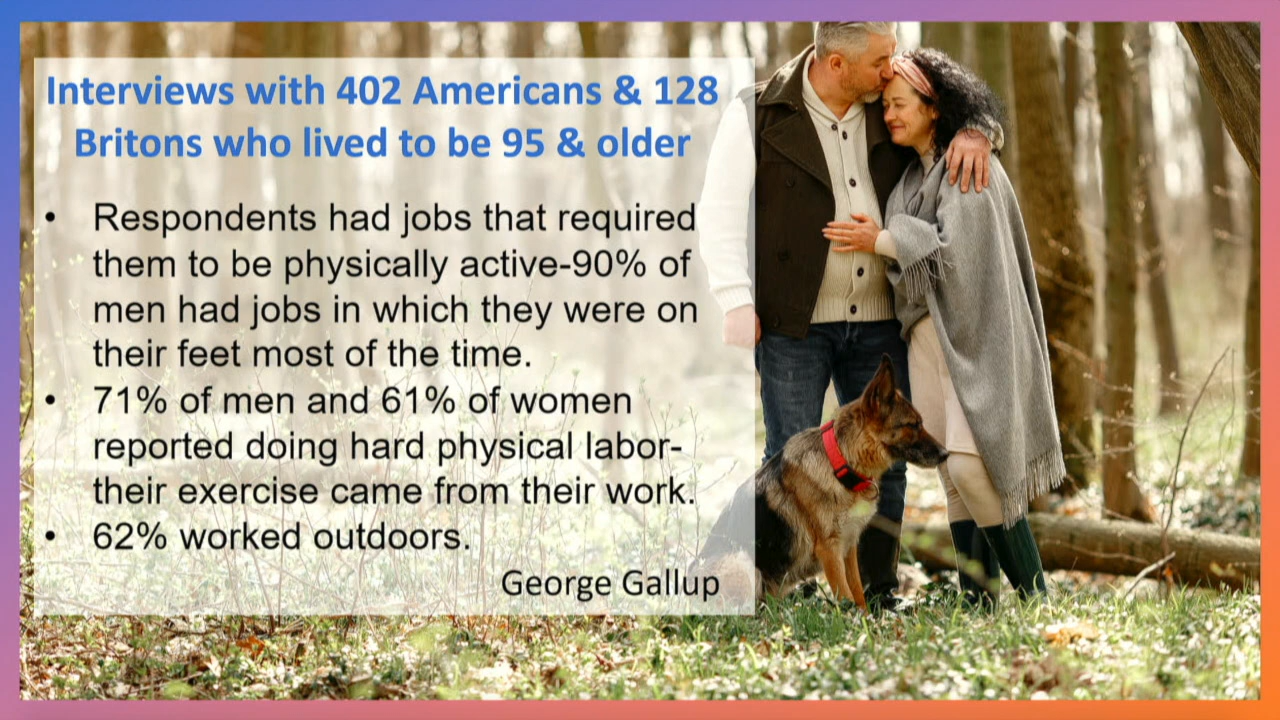 Interviews with 402 Americans & 128
Britons who lived to be 95 & older
• Respondents had jobs that required
them to be physically active-90% of
men had jobs in which they were on
their feet most of the time.
• 71% of men and 61% of women
reported doing hard physical labor-
their exercise came from their work.
• 62% worked outdoors.
George Gallup